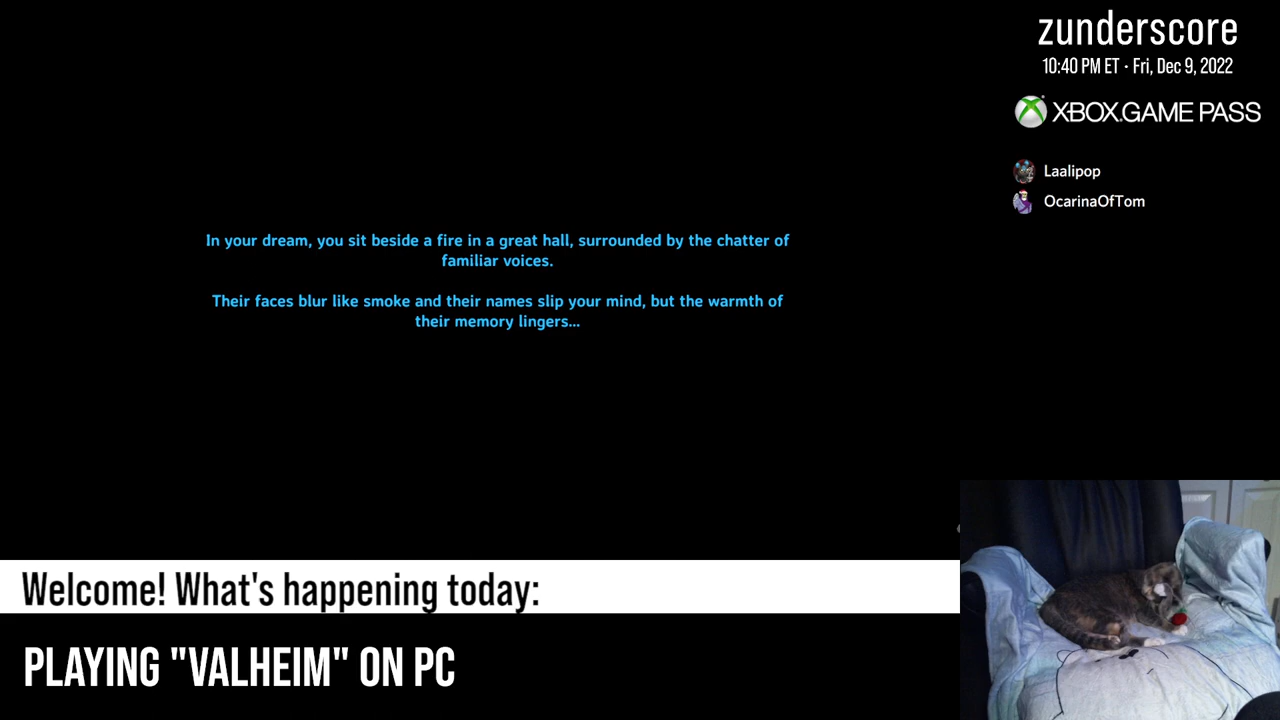 zunderscore
10:40 PM ET · Fri, Dec 9, 2022
XBOX GAME PASS
Laalipop
OcarinaOfTom
In your dream, you sit beside a fire in a great hall, surrounded by the chatter of
familiar voices.
Their faces blur like smoke and their names slip your mind, but the warmth of
their memory lingers...
Welcome! What's happening today:
PLAYING "VALHEIM" ON PC